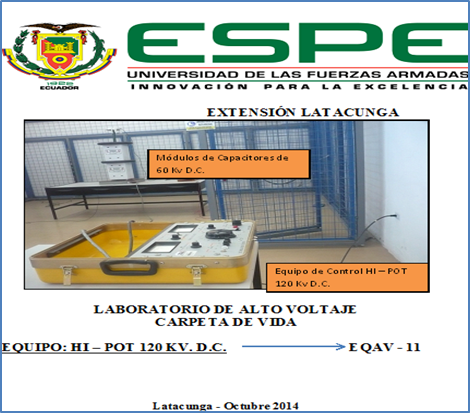 ESPE
UNIVERSIDAD DE LAS FUERZAS ARMADAS
INNOVACIÓN PARA LA EXCELENCIA
ECUADOR
EXTENSIÓN LATACUNGA
Módulos de Capacitores de
60 Kv D.C.
Equipo de Control HI – POT
120 Kv D.C.
LABORATORIO DE ALTO VOLTAJE
CARPETA DE VIDA
EQUIPO: HI – POT 120 KV. D.C. EQAV - 11
Latacunga - Octubre 2014